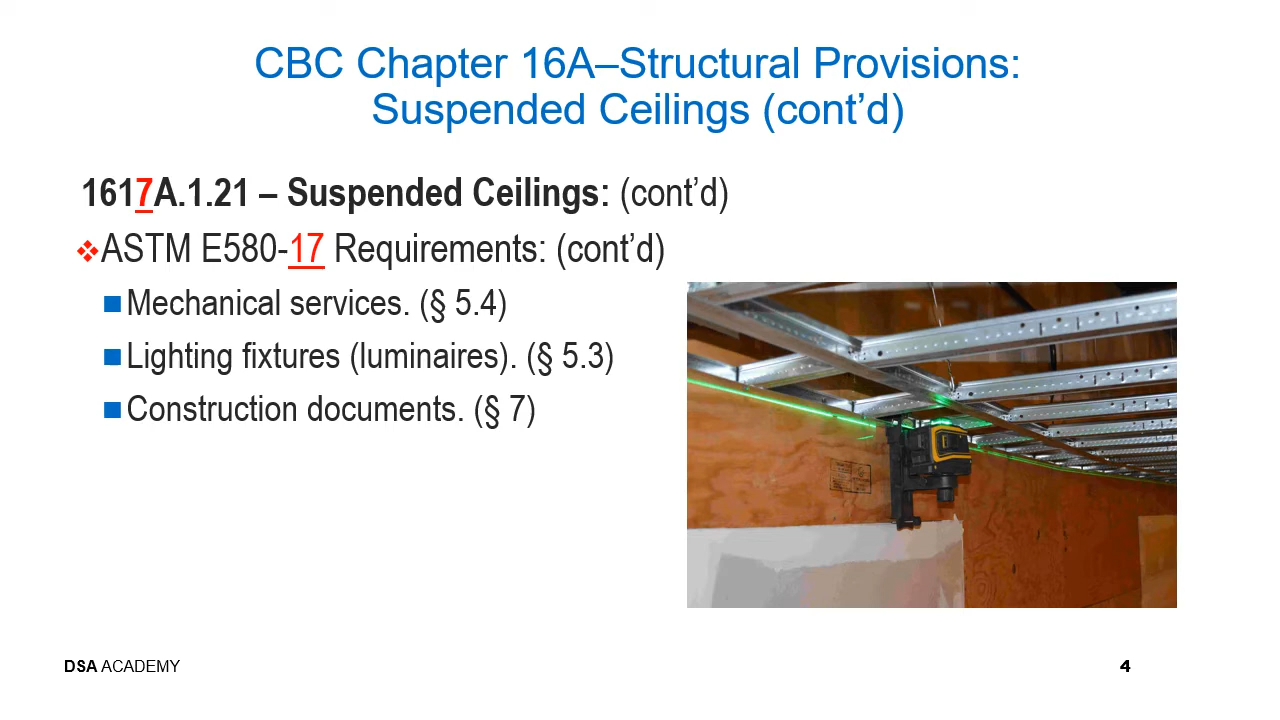 CBC Chapter 16A–Structural Provisions:
Suspended Ceilings (cont’d)
1617A.1.21 – Suspended Ceilings: (cont’d)
ASTM E580-17 Requirements: (cont’d)
Mechanical services. (§ 5.4)
Lighting fixtures (luminaires). (§ 5.3)
Construction documents. (§ 7)
DSA ACADEMY
4